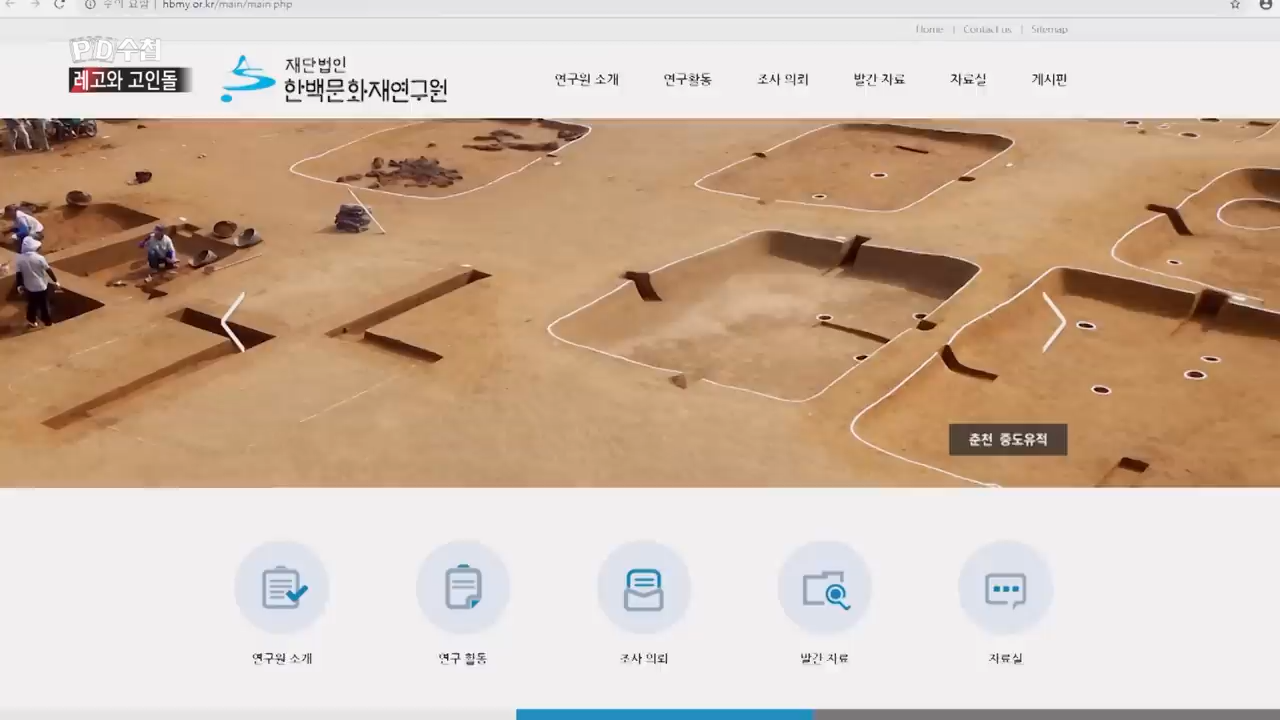 hbmy.or.kr/main/main.php
Home | Contact us | Sitemap
PD수첩
레고와 고인돌
재단법인
한백문화재연구원
연구원 소개 연구활동 조사 의뢰 발간 자료 자료실 게시판
춘천 중도유적
연구원 소개 연구 활동 조사 의뢰 발간 자료 자료실